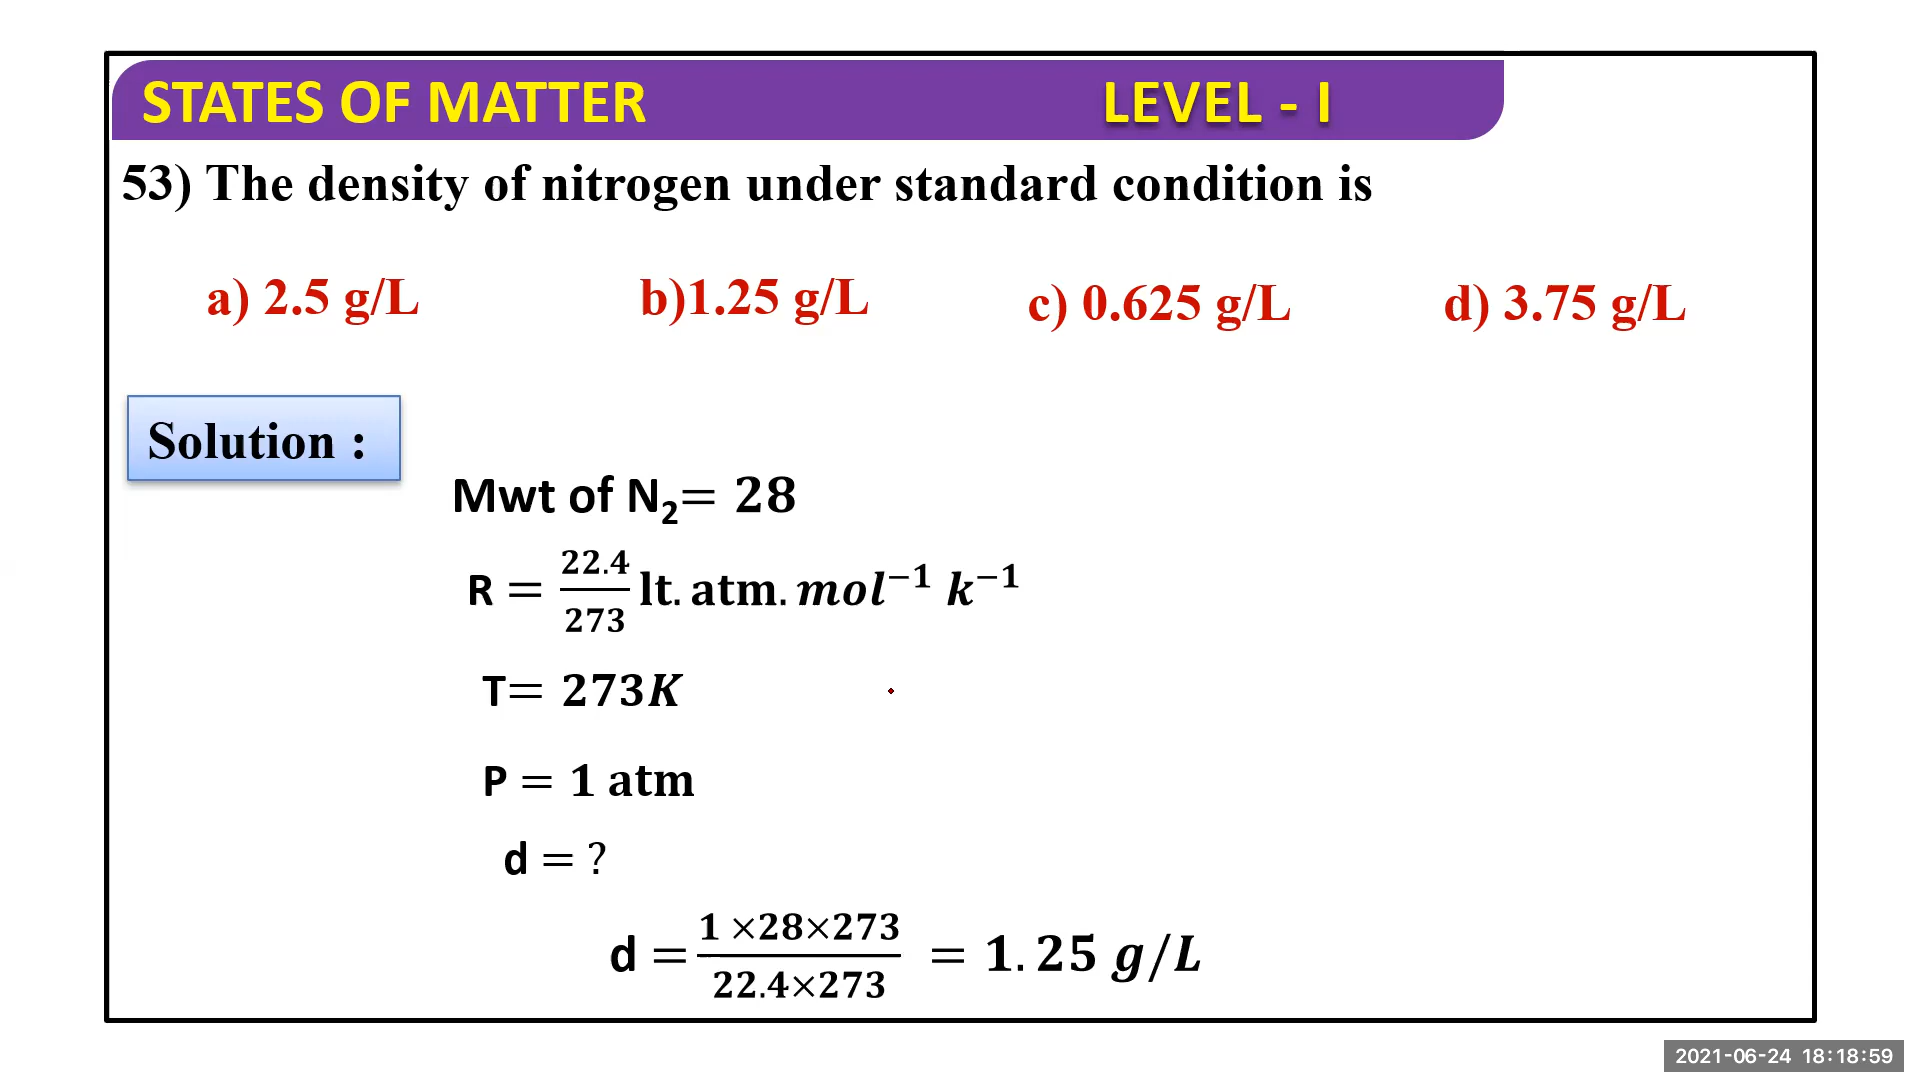 STATES OF MATTER LEVEL - I
53) The density of nitrogen under standard condition is
a) 2.5 g/L b)1.25 g/L c) 0.625 g/L d) 3.75 g/L
Solution :
Mwt of N₂= 28
R = 22.4/273 lt. atm. mol⁻¹ k⁻¹
T= 273K
P = 1 atm
d = ?
d = 1 ×28×273/22.4×273 = 1.25 g/L
2021-06-24 18:18:59